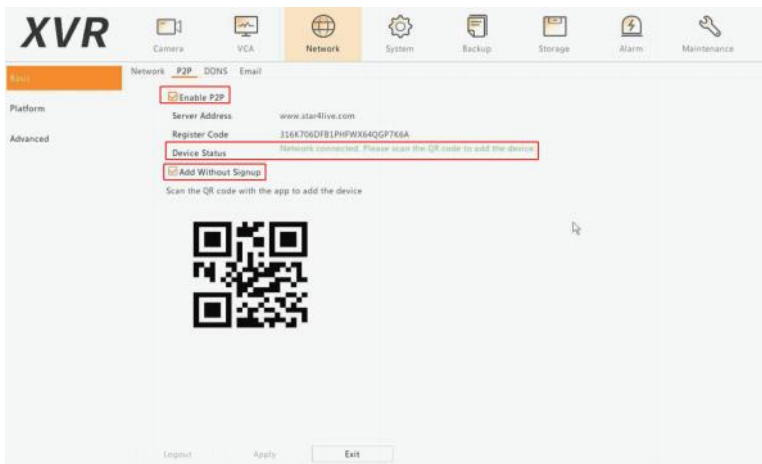 XVR
Camera VCA Network System Backup Storage Alarm Maintenance
Basic
Network P2P DDNS Email
Enable P2P
Platform
Server Address www.star4live.com
Register Code 316K706DFB1PHFWX64QGP7K6A
Advanced
Device Status Network connected. Please scan the QR code to add the device.
Add Without Signup
Scan the QR code with the app to add the device
Logout Apply Exit